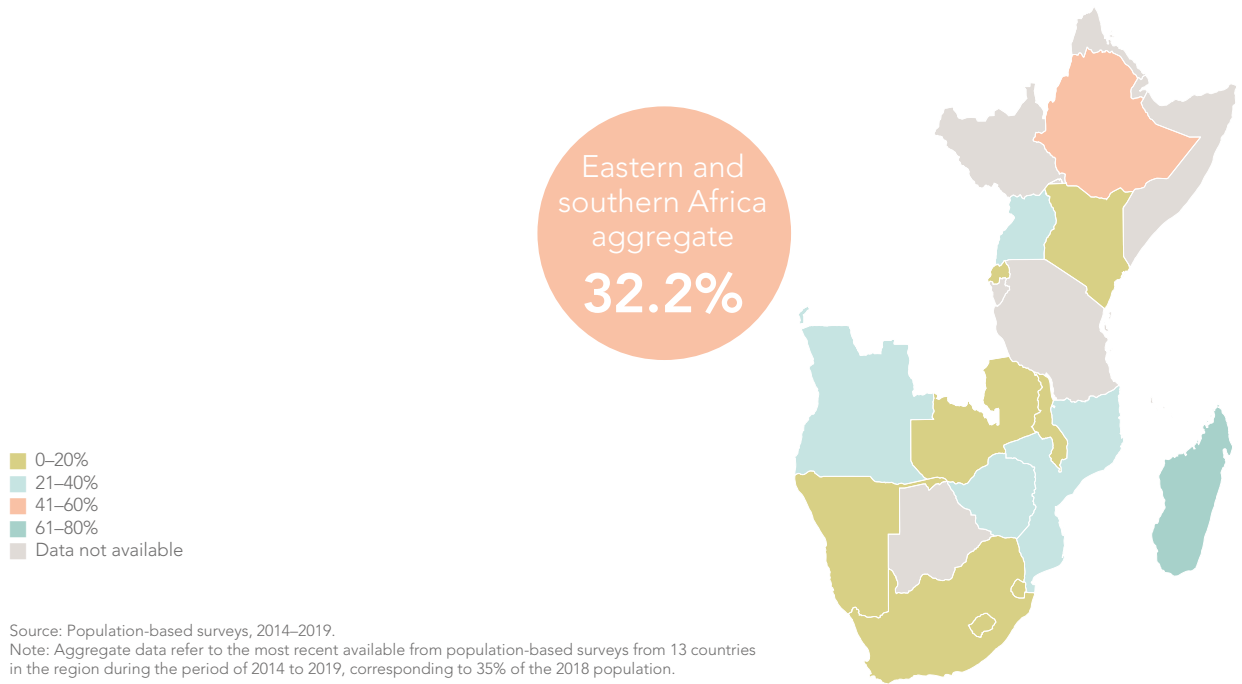 Eastern and
southern Africa
aggregate
32.2%
0–20%
21–40%
41–60%
61–80%
Data not available
Source: Population-based surveys, 2014–2019.
Note: Aggregate data refer to the most recent available from population-based surveys from 13 countries
in the region during the period of 2014 to 2019, corresponding to 35% of the 2018 population.